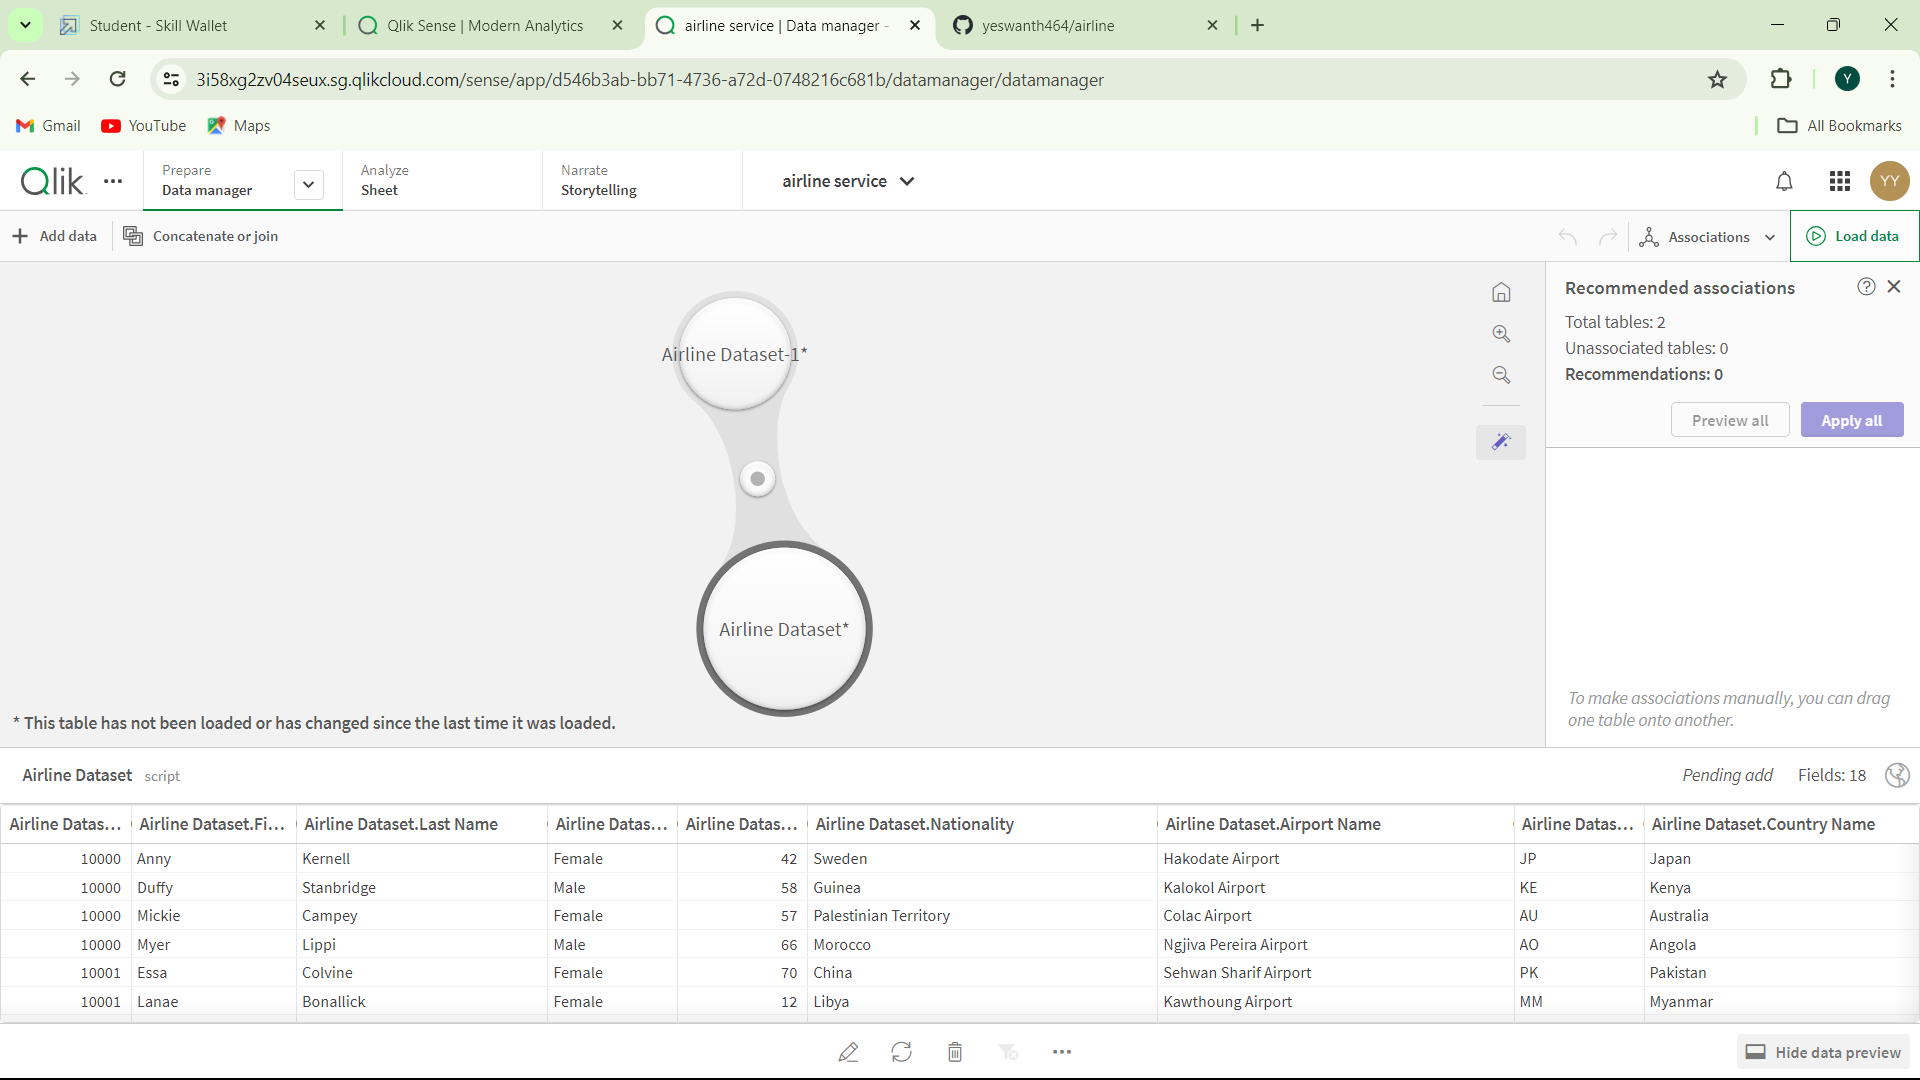 Student - Skill Wallet
Qlik Sense | Modern Analytics
airline service | Data manager -
yeswanth464/airline
3i58xg2zv04seux.sg.qlikcloud.com/sense/app/d546b3ab-bb71-4736-a72d-0748216c681b/datamanager/datamanager
Y
Gmail YouTube Maps
All Bookmarks
Qlik
Prepare
Data manager
Analyze
Sheet
Narrate
Storytelling
airline service
YY
Add data
Concatenate or join
Associations
Load data
Airline Dataset-1*
Airline Dataset*
* This table has not been loaded or has changed since the last time it was loaded.
Recommended associations
Total tables: 2
Unassociated tables: 0
Recommendations: 0
Preview all
Apply all
To make associations manually, you can drag
one table onto another.
Airline Dataset script
Pending add Fields: 18
Airline Datas... Airline Dataset.Fi... Airline Dataset.Last Name Airline Datas... Airline Datas... Airline Dataset.Nationality Airline Dataset.Airport Name Airline Datas... Airline Dataset.Country Name
10000 Anny Kernell Female 42 Sweden Hakodate Airport JP Japan
10000 Duffy Stanbridge Male 58 Guinea Kalokol Airport KE Kenya
10000 Mickie Campey Female 57 Palestinian Territory Colac Airport AU Australia
10000 Myer Lippi Male 66 Morocco Ngjiva Pereira Airport AO Angola
10001 Essa Colvine Female 70 China Sehwan Sharif Airport PK Pakistan
10001 Lanae Bonallick Female 12 Libya Kawthoung Airport MM Myanmar
Hide data preview